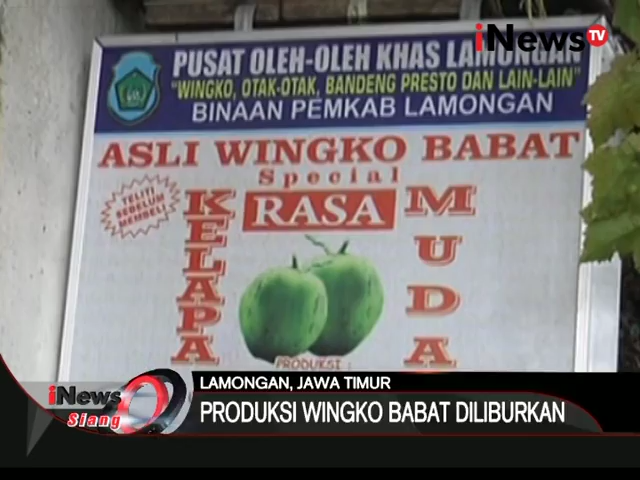 iNews TV
PUSAT OLEH-OLEH KHAS LAMONGAN
"WINGKO, OTAK-OTAK, BANDENG PRESTO DAN LAIN-LAIN"
BINAAN PEMKAB LAMONGAN
ASLI WINGKO BABAT
Special
TELITI
SEBELUM
MEMBELI
KELAPA
RASA
MUDA
PRODUKSI :
iNews
Siang
LAMONGAN, JAWA TIMUR
PRODUKSI WINGKO BABAT DILIBURKAN